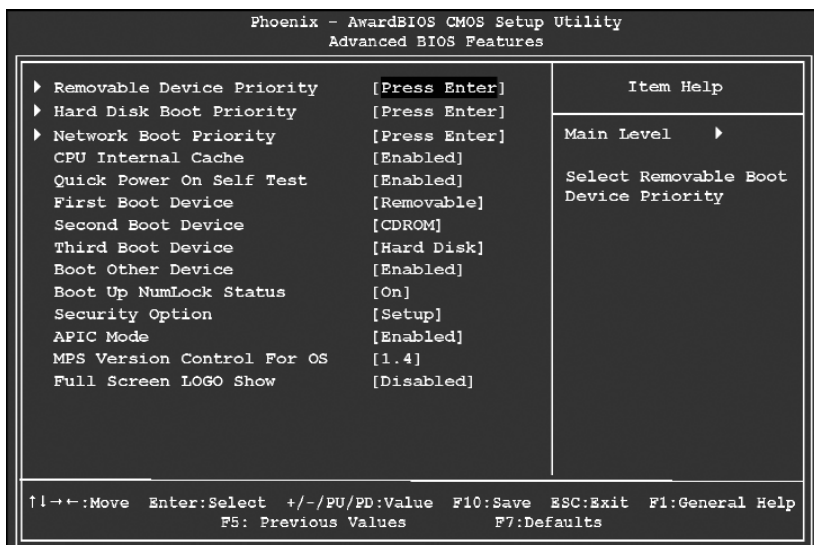 Phoenix - AwardBIOS CMOS Setup Utility
Advanced BIOS Features
Removable Device Priority [Press Enter]
Hard Disk Boot Priority [Press Enter]
Network Boot Priority [Press Enter]
CPU Internal Cache [Enabled]
Quick Power On Self Test [Enabled]
First Boot Device [Removable]
Second Boot Device [CDROM]
Third Boot Device [Hard Disk]
Boot Other Device [Enabled]
Boot Up NumLock Status [On]
Security Option [Setup]
APIC Mode [Enabled]
MPS Version Control For OS [1.4]
Full Screen LOGO Show [Disabled]
Item Help
Main Level
Select Removable Boot
Device Priority
↑↓→←:Move Enter:Select +/-/PU/PD:Value F10:Save ESC:Exit F1:General Help
F5: Previous Values F7:Defaults